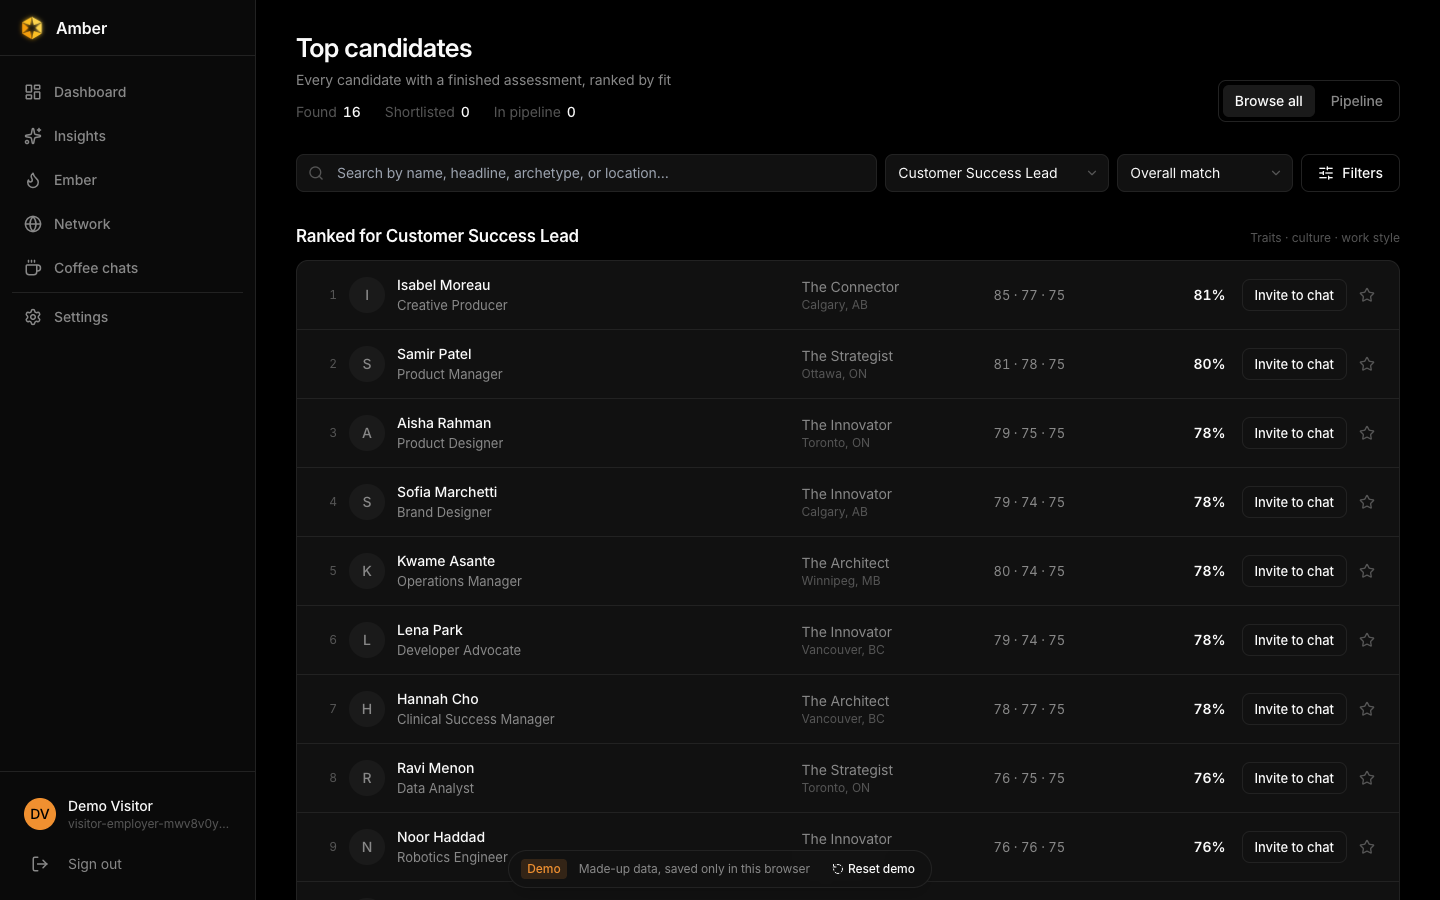 Amber
Dashboard
Insights
Ember
Network
Coffee chats
Settings
DV
Demo Visitor
visitor-employer-mwv8v0y...
Sign out
Top candidates
Every candidate with a finished assessment, ranked by fit
Found 16 Shortlisted 0 In pipeline 0
Browse all Pipeline
Search by name, headline, archetype, or location...
Customer Success Lead
Overall match
Filters
Ranked for Customer Success Lead
Traits · culture · work style
1 I Isabel Moreau The Connector 85 · 77 · 75 81% Invite to chat
Creative Producer Calgary, AB
2 S Samir Patel The Strategist 81 · 78 · 75 80% Invite to chat
Product Manager Ottawa, ON
3 A Aisha Rahman The Innovator 79 · 75 · 75 78% Invite to chat
Product Designer Toronto, ON
4 S Sofia Marchetti The Innovator 79 · 74 · 75 78% Invite to chat
Brand Designer Calgary, AB
5 K Kwame Asante The Architect 80 · 74 · 75 78% Invite to chat
Operations Manager Winnipeg, MB
6 L Lena Park The Innovator 79 · 74 · 75 78% Invite to chat
Developer Advocate Vancouver, BC
7 H Hannah Cho The Architect 78 · 77 · 75 78% Invite to chat
Clinical Success Manager Vancouver, BC
8 R Ravi Menon The Strategist 76 · 75 · 75 76% Invite to chat
Data Analyst Toronto, ON
9 N Noor Haddad The Innovator 76 · 76 · 75 76% Invite to chat
Robotics Engineer
Demo Made-up data, saved only in this browser Reset demo